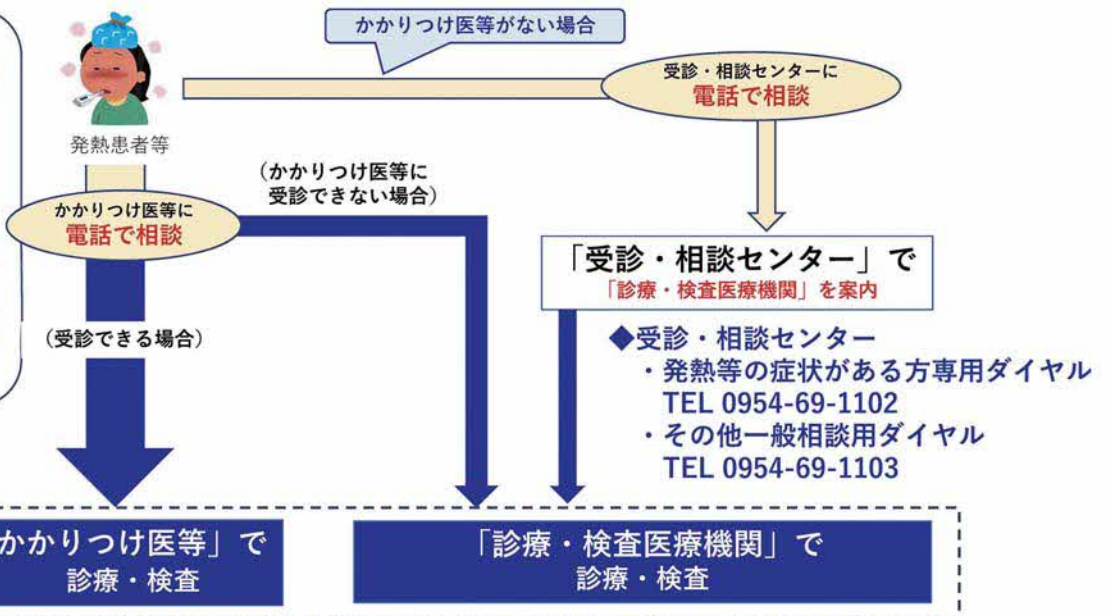 かかりつけ医等がない場合
受診・相談センターに
電話で相談
発熱患者等
（かかりつけ医等に
受診できない場合）
かかりつけ医等に
電話で相談
「受診・相談センター」で
「診療・検査医療機関」を案内
（受診できる場合）
◆受診・相談センター
・発熱等の症状がある方専用ダイヤル
TEL 0954-69-1102
・その他一般相談用ダイヤル
TEL 0954-69-1103
かかりつけ医等」で
診療・検査
「診療・検査医療機関」で
診療・検査